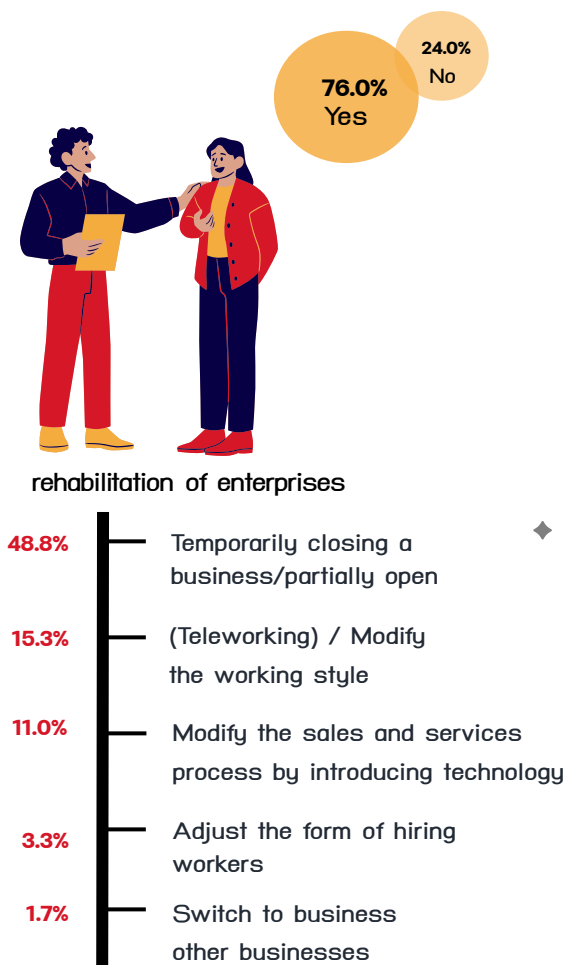 24.0%
No
76.0%
Yes
rehabilitation of enterprises
48.8%
Temporarily closing a
business/partially open
15.3%
(Teleworking) / Modify
the working style
11.0%
Modify the sales and services
process by introducing technology
3.3%
Adjust the form of hiring
workers
1.7%
Switch to business
other businesses